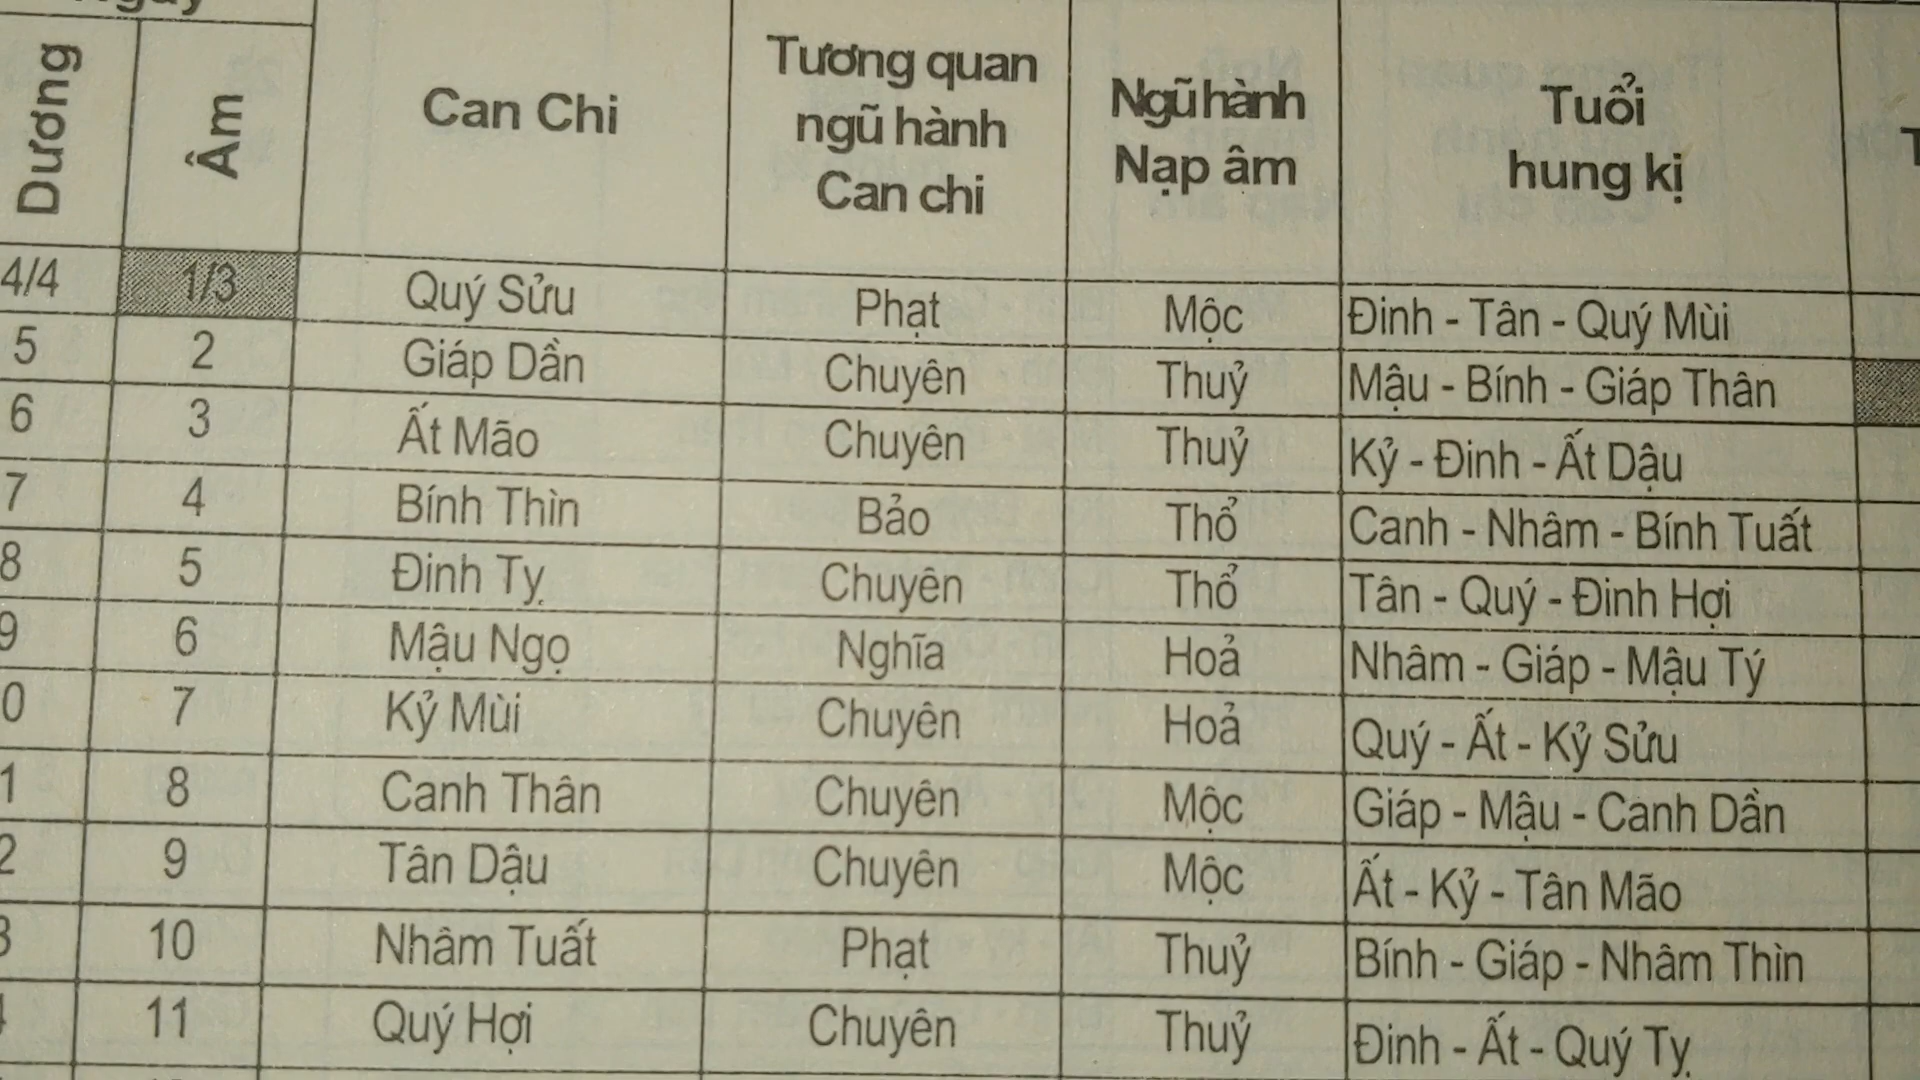 Dương
Âm
Can Chi
Tương quan
ngũ hành
Can chi
Ngũ hành
Nạp âm
Tuổi
hung kị
4/4 1/3 Quý Sửu Phạt Mộc Đinh - Tân - Quý Mùi
5 2 Giáp Dần Chuyên Thuỷ Mậu - Bính - Giáp Thân
6 3 Ất Mão Chuyên Thuỷ Kỷ - Đinh - Ất Dậu
7 4 Bính Thìn Bảo Thổ Canh - Nhâm - Bính Tuất
8 5 Đinh Tỵ Chuyên Thổ Tân - Quý - Đinh Hợi
9 6 Mậu Ngọ Nghĩa Hoả Nhâm - Giáp - Mậu Tý
0 7 Kỷ Mùi Chuyên Hoả Quý - Ất - Kỷ Sửu
1 8 Canh Thân Chuyên Mộc Giáp - Mậu - Canh Dần
2 9 Tân Dậu Chuyên Mộc Ất - Kỷ - Tân Mão
3 10 Nhâm Tuất Phạt Thuỷ Bính - Giáp - Nhâm Thìn
11 Quý Hợi Chuyên Thuỷ Đinh - Ất - Quý Tỵ